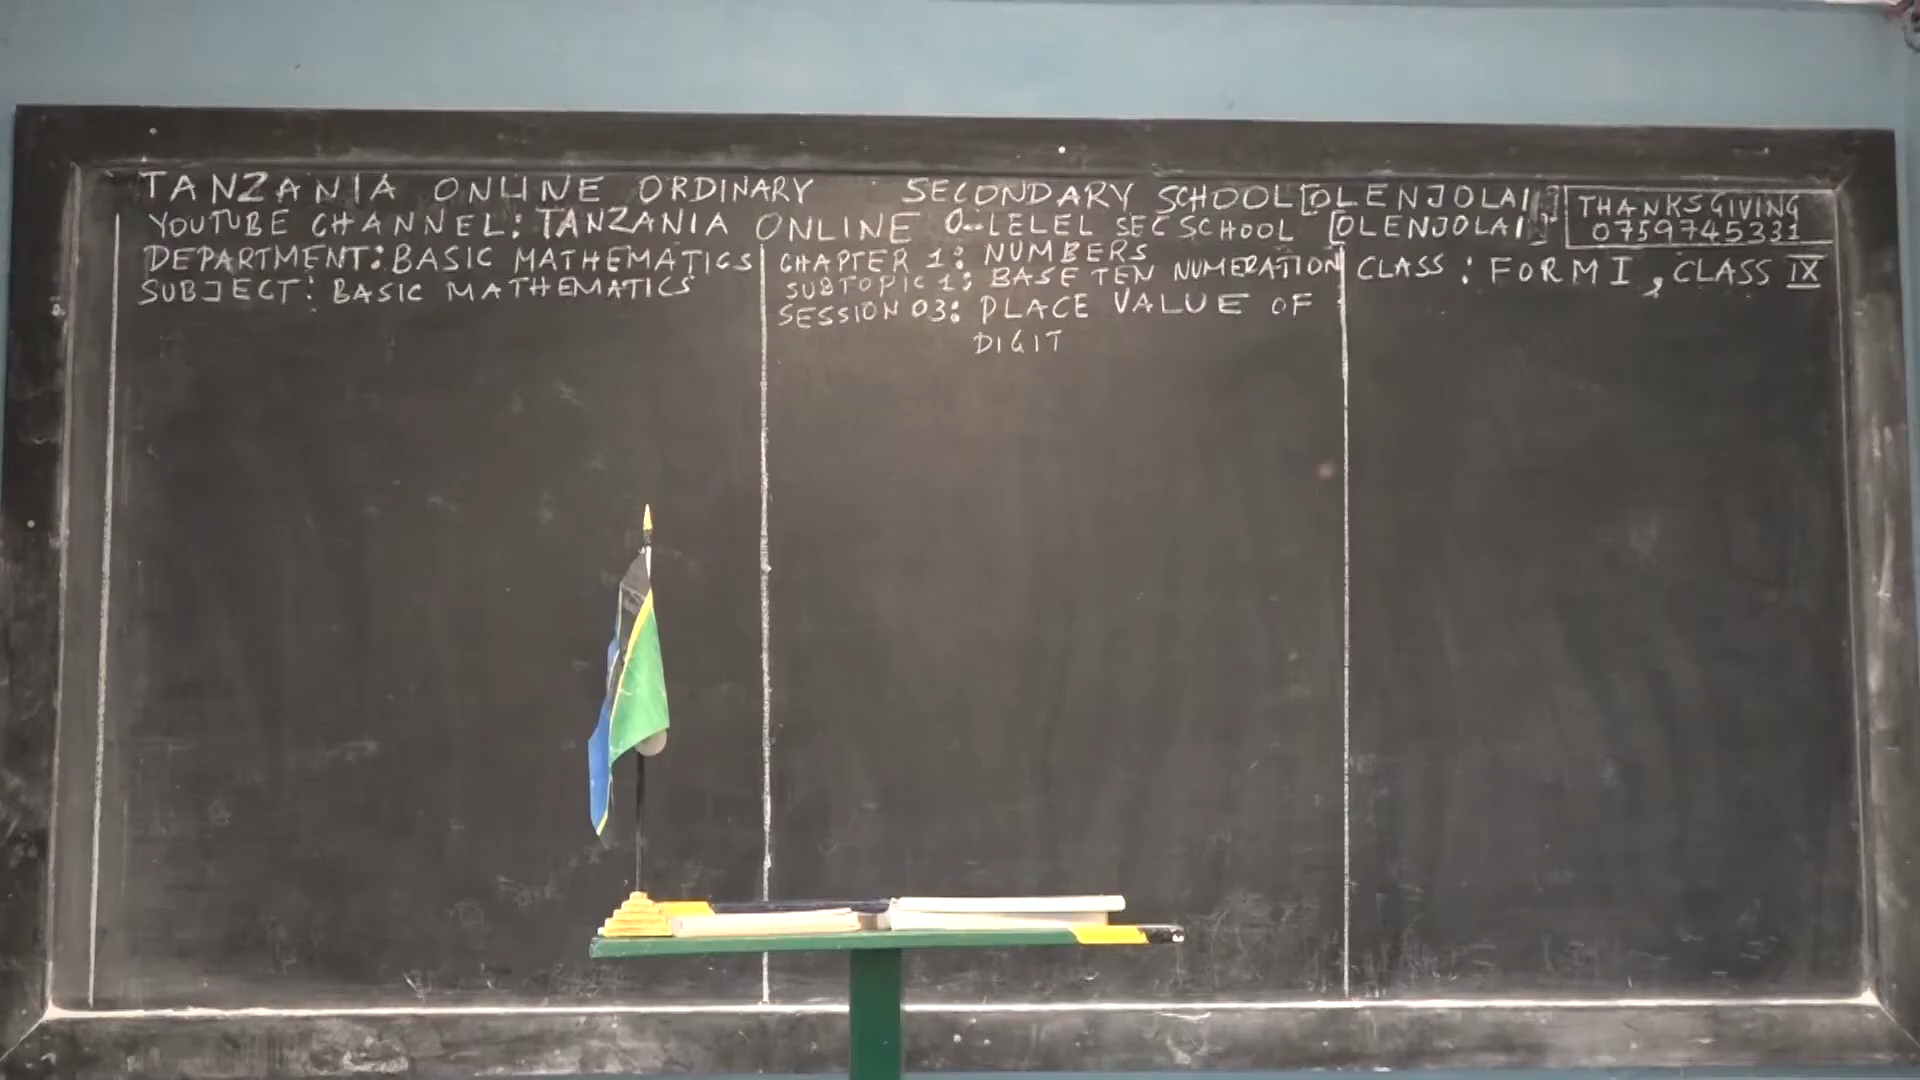 TANZANIA ONLINE ORDINARY SECONDARY SCHOOL [OLENJOLAI]
YOUTUBE CHANNEL: TANZANIA ONLINE O-LELEL SEC SCHOOL [OLENJOLAI]
THANKS GIVING
0759745331
DEPARTMENT: BASIC MATHEMATICS
SUBJECT: BASIC MATHEMATICS
CHAPTER 1: NUMBERS
SUBTOPIC 1: BASE TEN NUMERATION
SESSION 03: PLACE VALUE OF
DIGIT
CLASS: FORM I, CLASS IX